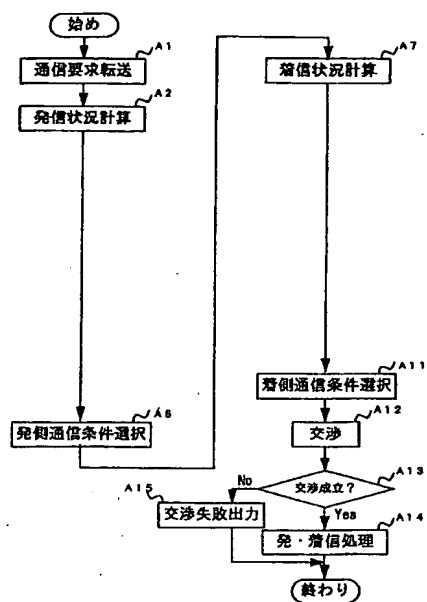 始め
A1
通信要求転送
A2
発信状況計算
A6
発側通信条件選択
A7
着信状況計算
A11
着側通信条件選択
A12
交渉
A13
交渉成立?
No
Yes
A15
交渉失敗出力
A14
発・着信処理
終わり